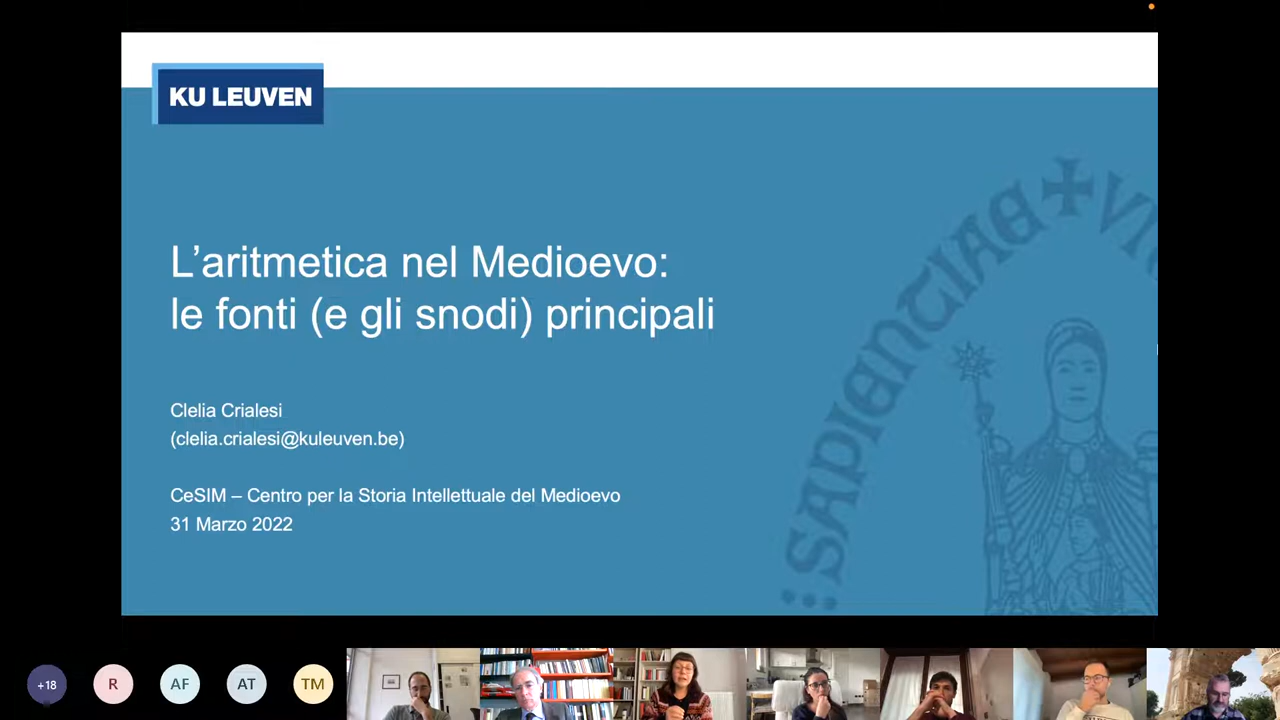 KU LEUVEN
L'aritmetica nel Medioevo:
le fonti (e gli snodi) principali
Clelia Crialesi
(clelia.crialesi@kuleuven.be)
CeSIM – Centro per la Storia Intellettuale del Medioevo
31 Marzo 2022
SAPIENTIAE
+18
R
AF
AT
TM